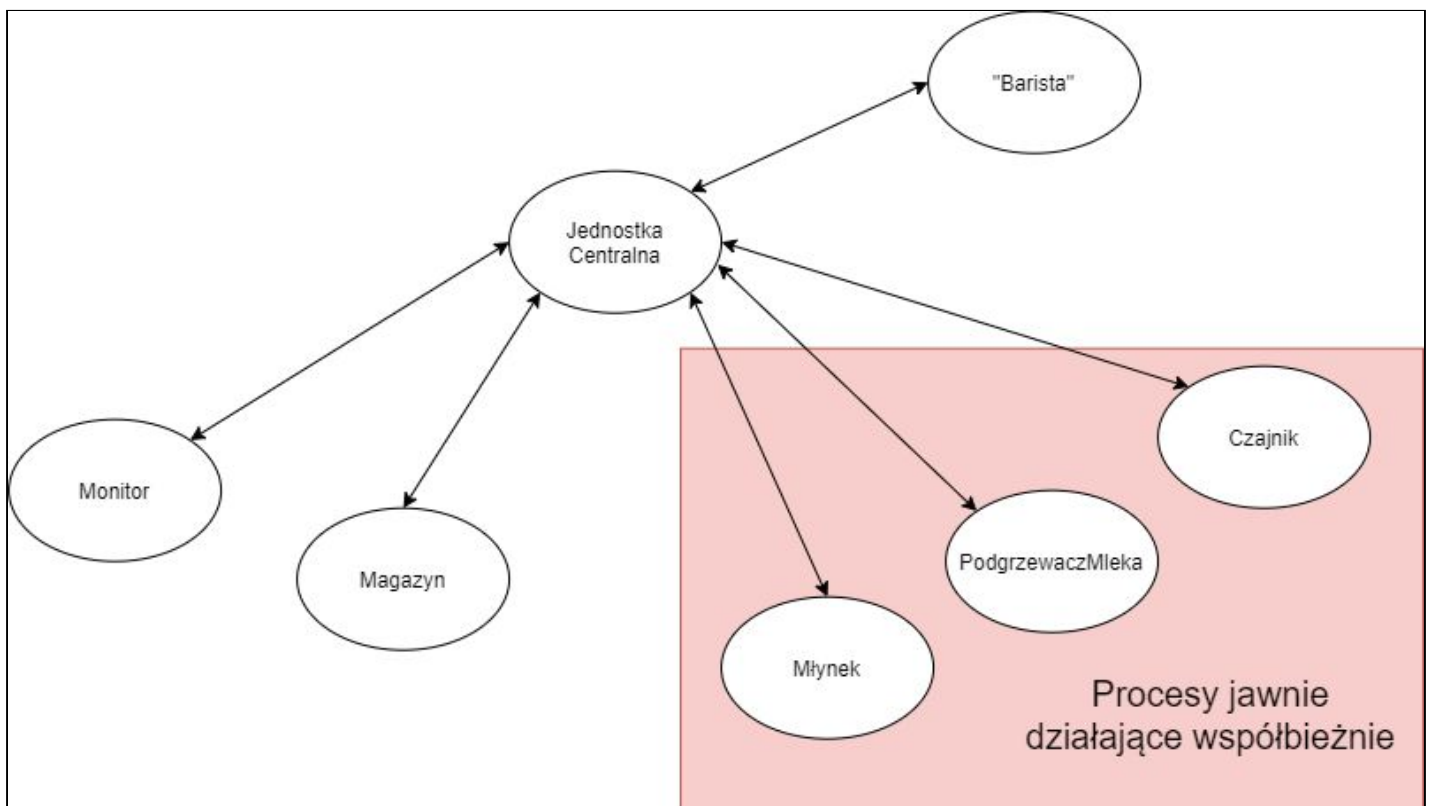 "Barista"
Jednostka
Centralna
Czajnik
Monitor
PodgrzewaczMleka
Magazyn
Młynek
Procesy jawnie
działające współbieżnie